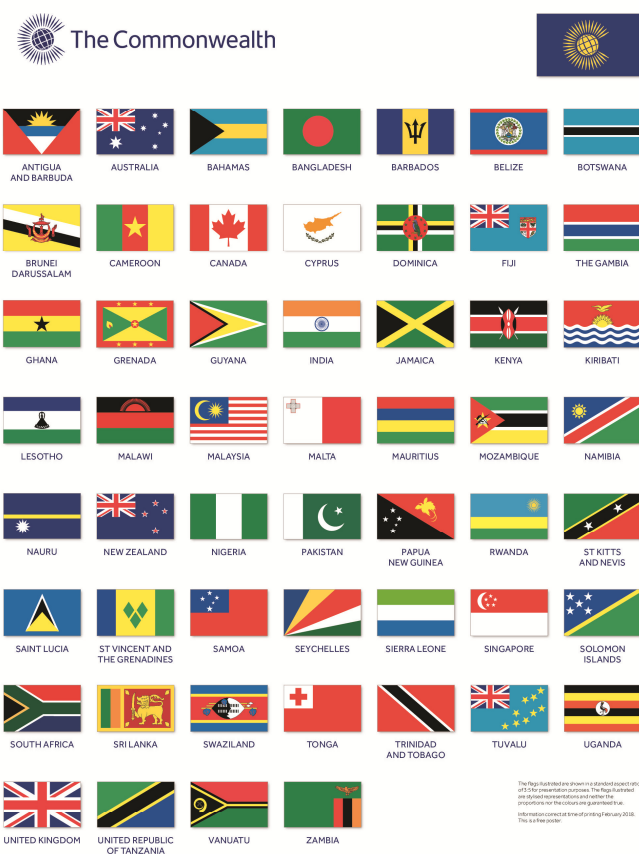 The Commonwealth
ANTIGUA
AND BARBUDA
AUSTRALIA
BAHAMAS
BANGLADESH
BARBADOS
BELIZE
BOTSWANA
BRUNEI
DARUSSALAM
CAMEROON
CANADA
CYPRUS
DOMINICA
FIJI
THE GAMBIA
GHANA
GRENADA
GUYANA
INDIA
JAMAICA
KENYA
KIRIBATI
LESOTHO
MALAWI
MALAYSIA
MALTA
MAURITIUS
MOZAMBIQUE
NAMIBIA
NAURU
NEW ZEALAND
NIGERIA
PAKISTAN
PAPUA
NEW GUINEA
RWANDA
ST KITTS
AND NEVIS
SAINT LUCIA
ST VINCENT AND
THE GRENADINES
SAMOA
SEYCHELLES
SIERRA LEONE
SINGAPORE
SOLOMON
ISLANDS
SOUTH AFRICA
SRI LANKA
SWAZILAND
TONGA
TRINIDAD
AND TOBAGO
TUVALU
UGANDA
UNITED KINGDOM
UNITED REPUBLIC
OF TANZANIA
VANUATU
ZAMBIA
The flags illustrated are shown in a standard aspect ratio
of 3:5 for presentation purposes. The flags illustrated
are stylised representations and neither the
proportions nor the colours are guaranteed true.
Information correct at time of printing February 2018.
This is a free poster